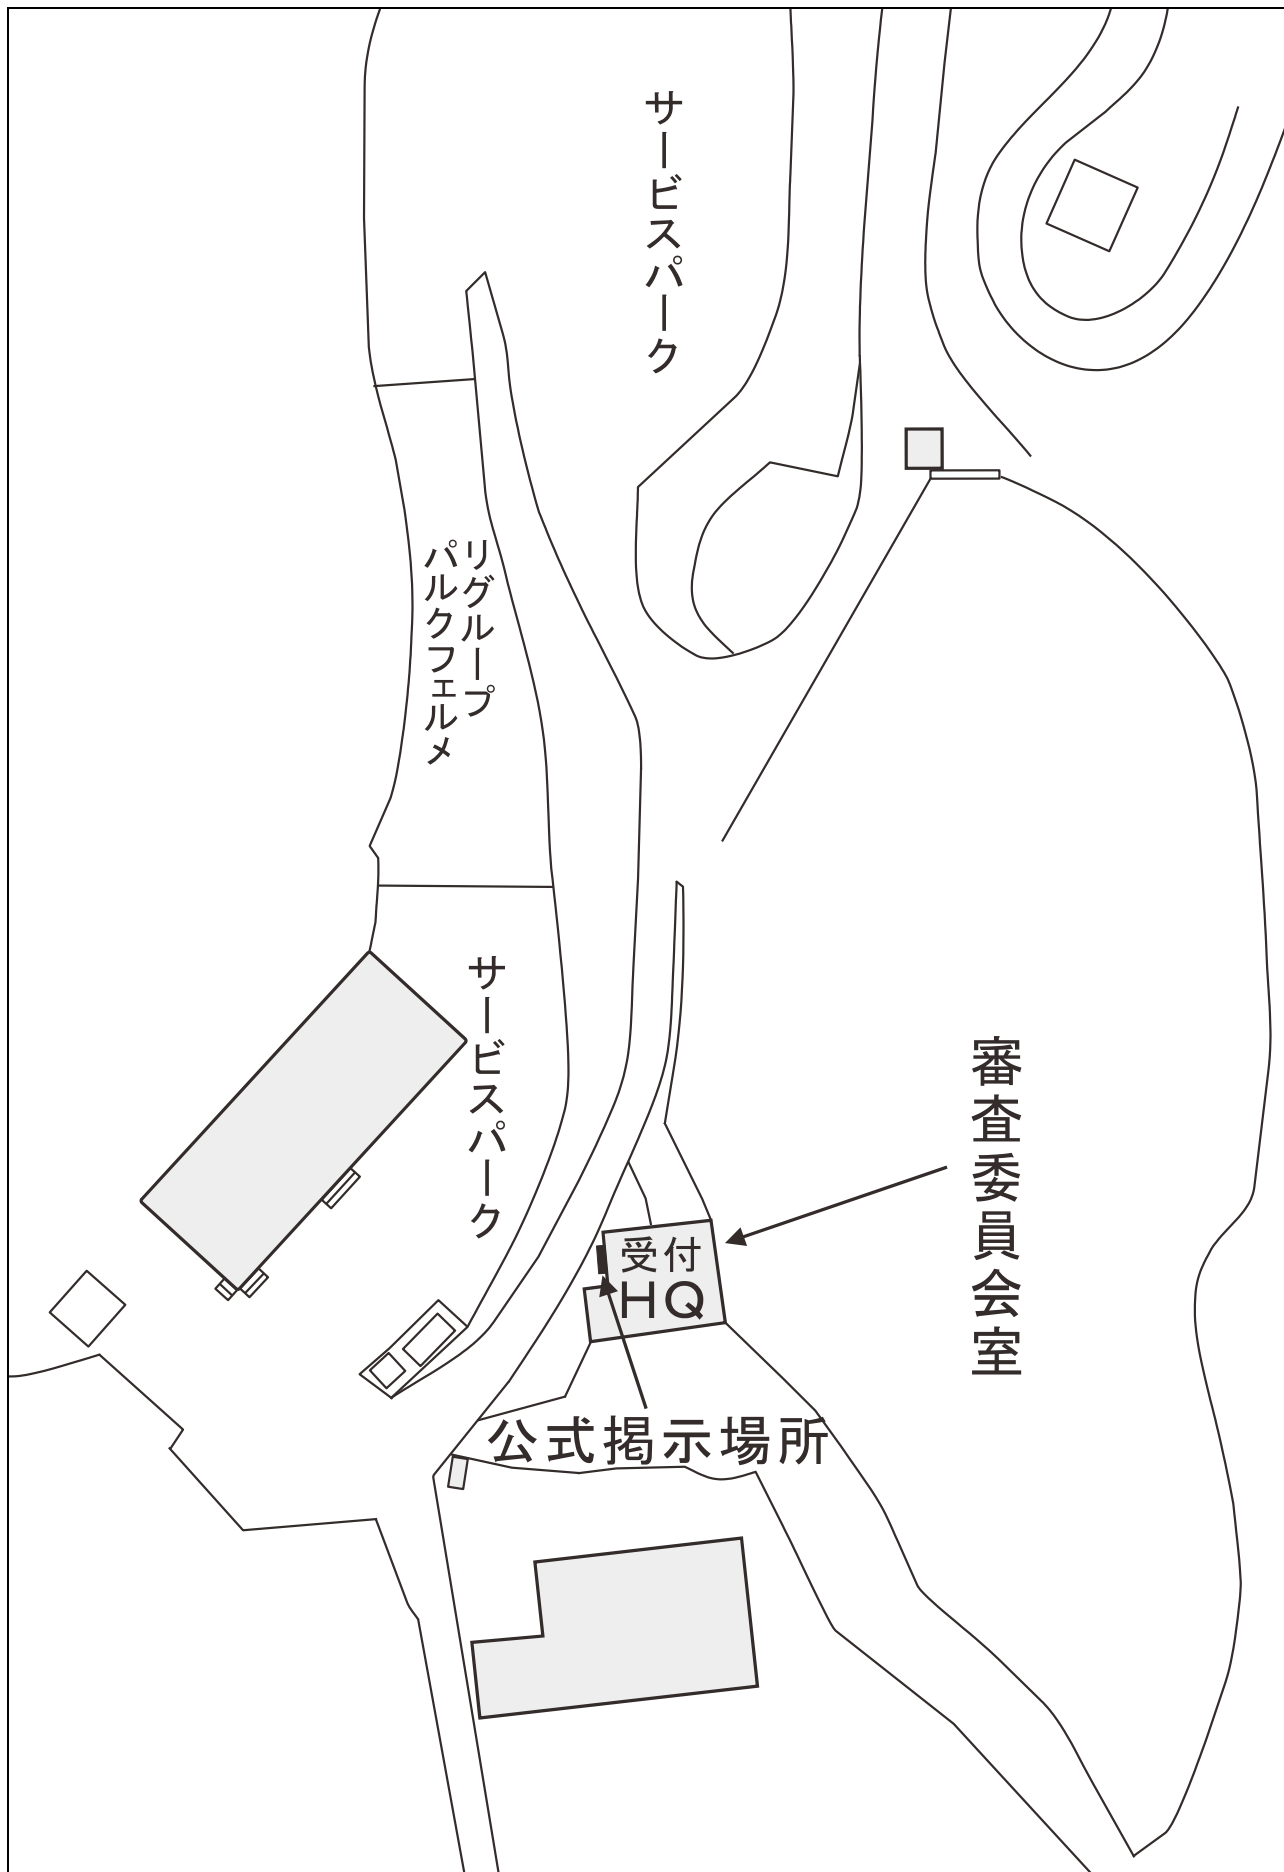 サービスパーク
リグループ
パルクフェルメ
サービスパーク
審査委員会室
受付
HQ
公式掲示場所